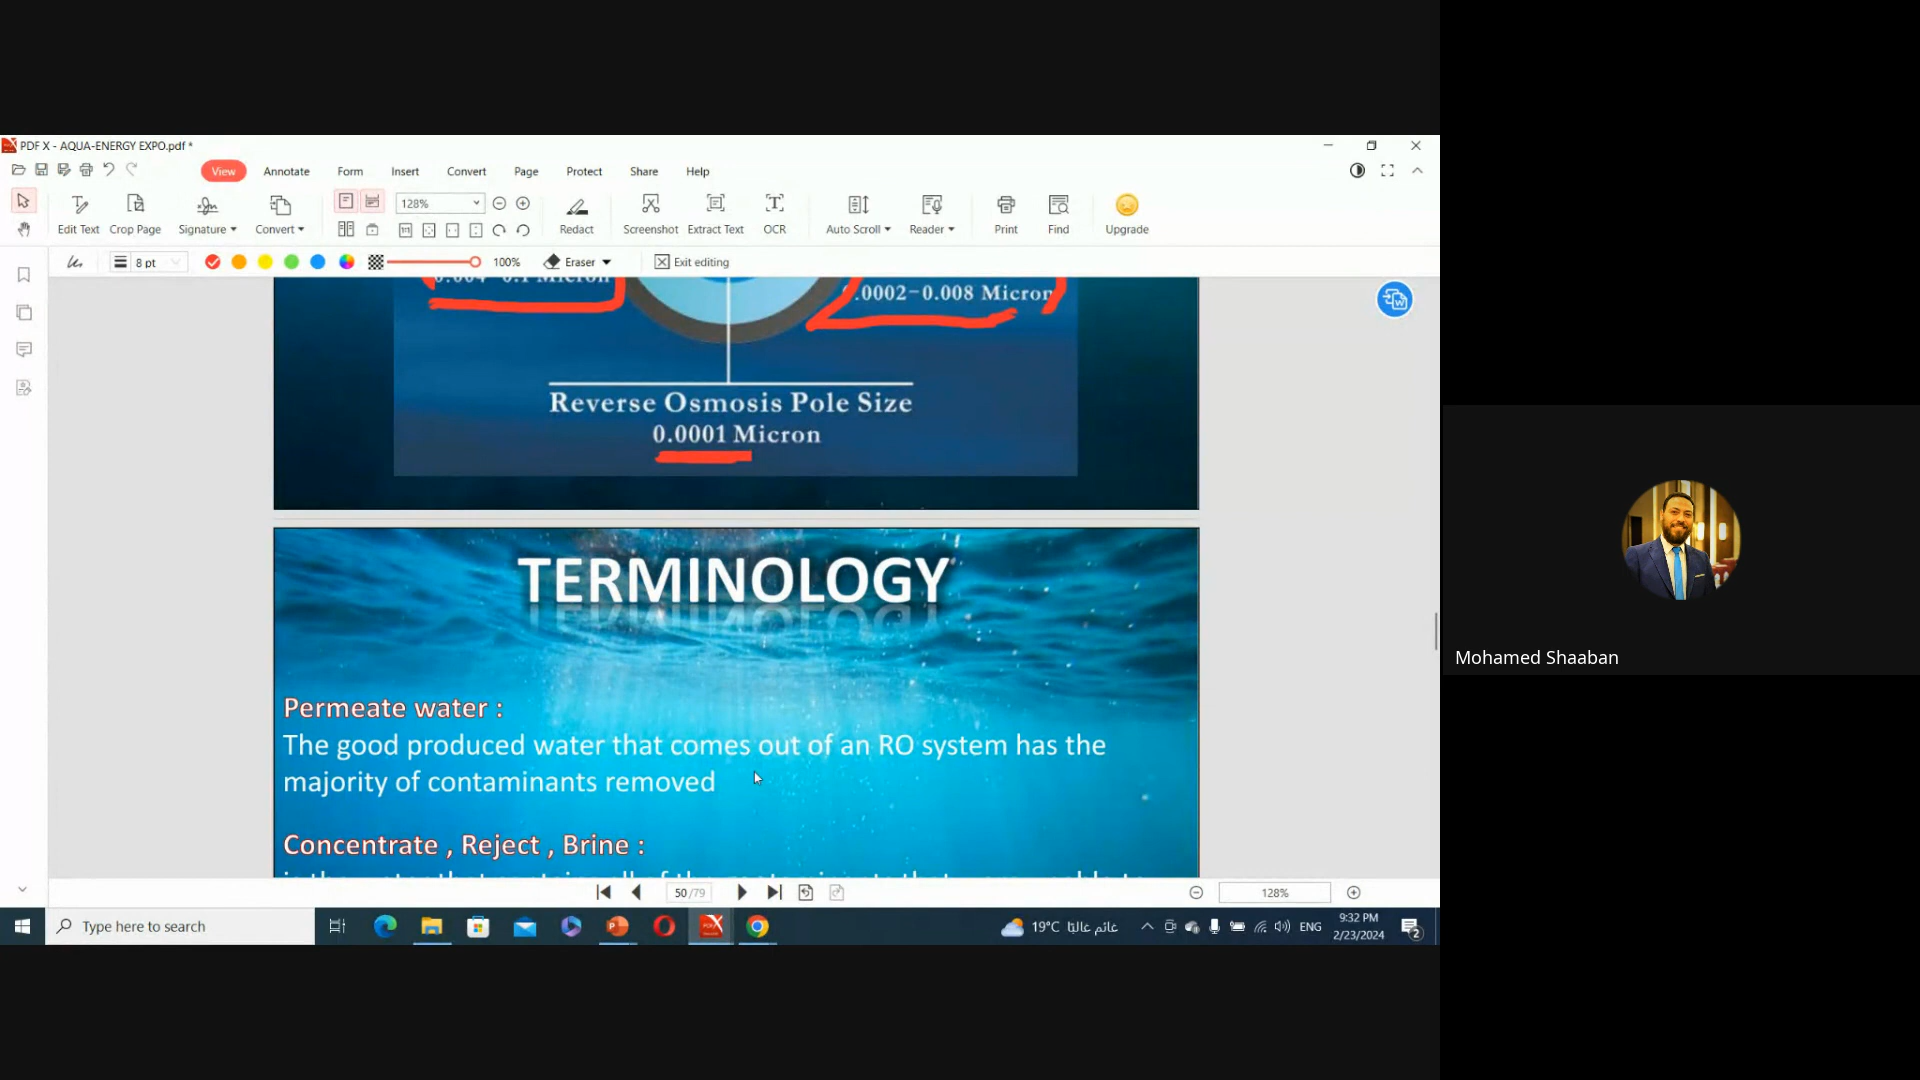 PDF X - AQUA-ENERGY EXPO.pdf *
View Annotate Form Insert Convert Page Protect Share Help
128%
Edit Text Crop Page Signature Convert Redact Screenshot Extract Text OCR Auto Scroll Reader Print Find Upgrade
8 pt 100% Eraser Exit editing
0.0002-0.008 Micron
Reverse Osmosis Pole Size
0.0001 Micron
TERMINOLOGY
Permeate water :
The good produced water that comes out of an RO system has the
majority of contaminants removed
Concentrate , Reject , Brine :
Mohamed Shaaban
50 /79 128%
Type here to search
19°C غائم غالبًا ENG
9:32 PM
2/23/2024
2